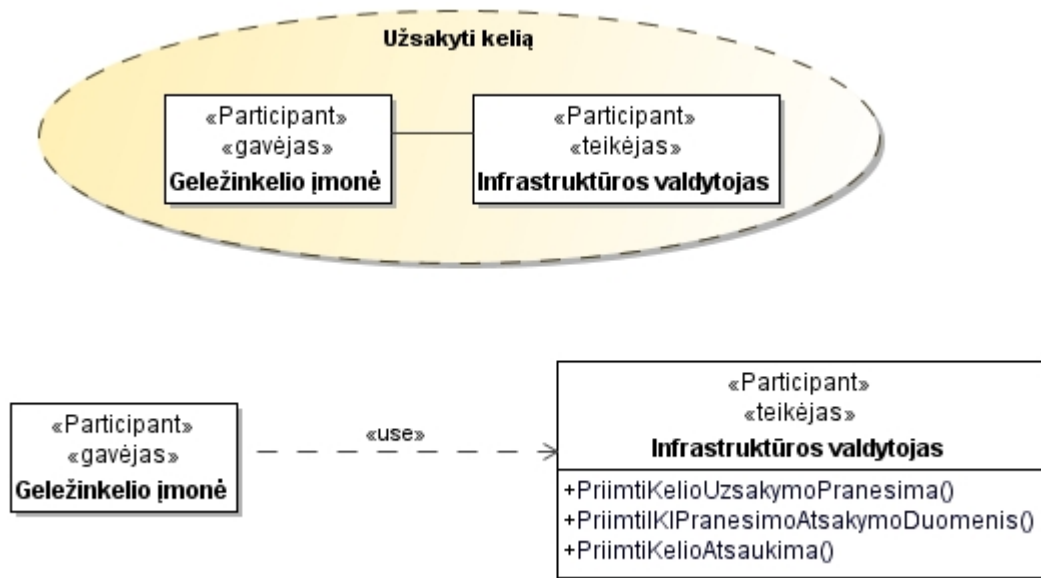 Užsakyti kelią
«Participant»
«gavėjas»
Geležinkelio įmonė
«Participant»
«teikėjas»
Infrastruktūros valdytojas
«Participant»
«gavėjas»
Geležinkelio įmonė
«use»
«Participant»
«teikėjas»
Infrastruktūros valdytojas
+PriimtiKelioUzsakymoPranesima()
+PriimtiIKIPranesimoAtsakymoDuomenis()
+PriimtiKelioAtsaukima()